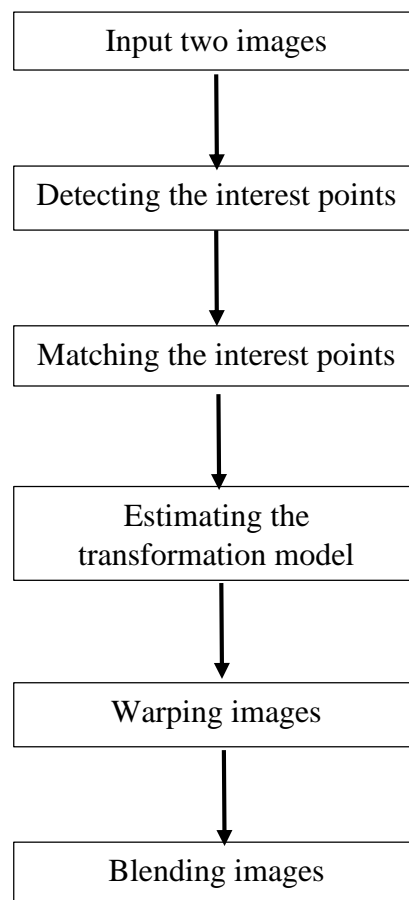 Input two images
Detecting the interest points
Matching the interest points
Estimating the
transformation model
Warping images
Blending images